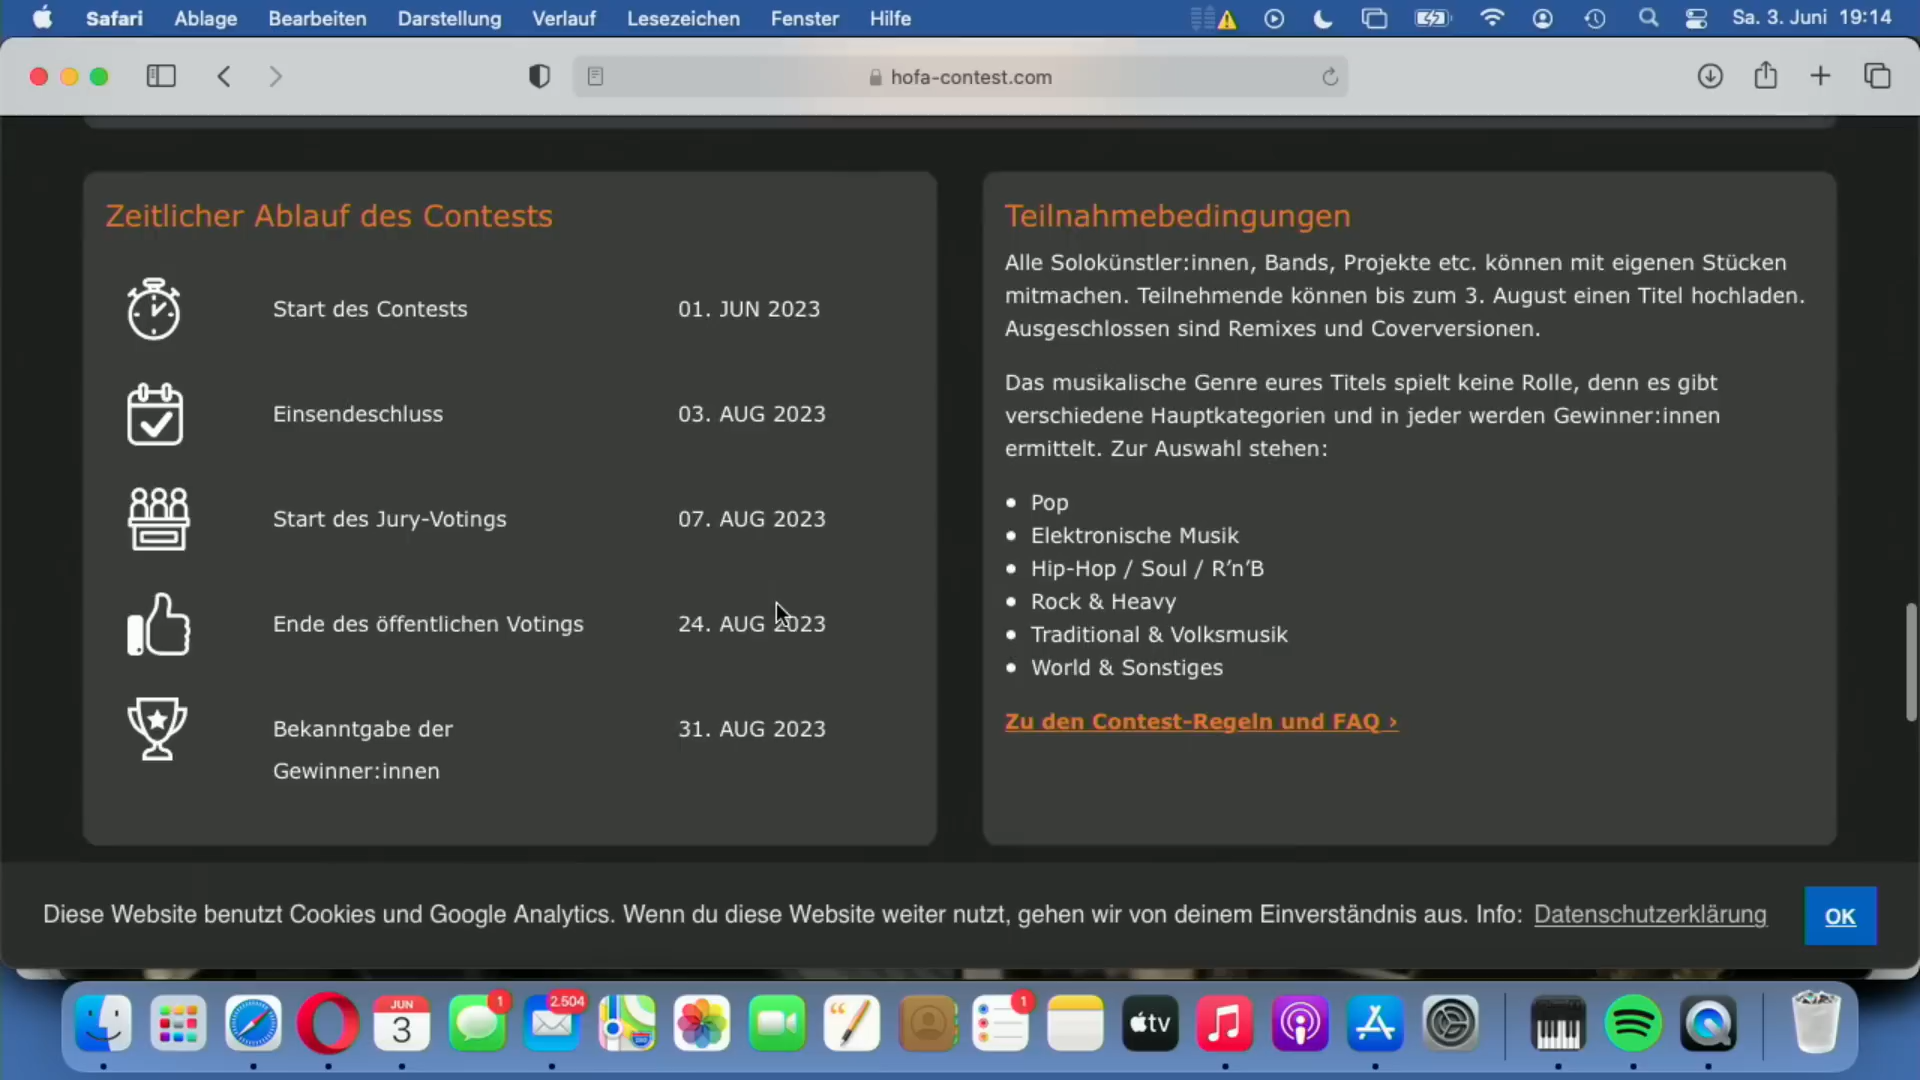 Safari Ablage Bearbeiten Darstellung Verlauf Lesezeichen Fenster Hilfe Sa. 3. Juni 19:14
hofa-contest.com
Zeitlicher Ablauf des Contests
Start des Contests 01. JUN 2023
Einsendeschluss 03. AUG 2023
Start des Jury-Votings 07. AUG 2023
Ende des öffentlichen Votings 24. AUG 2023
Bekanntgabe der 31. AUG 2023
Gewinner:innen
Teilnahmebedingungen
Alle Solokünstler:innen, Bands, Projekte etc. können mit eigenen Stücken
mitmachen. Teilnehmende können bis zum 3. August einen Titel hochladen.
Ausgeschlossen sind Remixes und Coverversionen.
Das musikalische Genre eures Titels spielt keine Rolle, denn es gibt
verschiedene Hauptkategorien und in jeder werden Gewinner:innen
ermittelt. Zur Auswahl stehen:
• Pop
• Elektronische Musik
• Hip-Hop / Soul / R’n’B
• Rock & Heavy
• Traditional & Volksmusik
• World & Sonstiges
Zu den Contest-Regeln und FAQ ›
Diese Website benutzt Cookies und Google Analytics. Wenn du diese Website weiter nutzt, gehen wir von deinem Einverständnis aus. Info: Datenschutzerklärung OK
JUN
3
1
2.504
1
tv